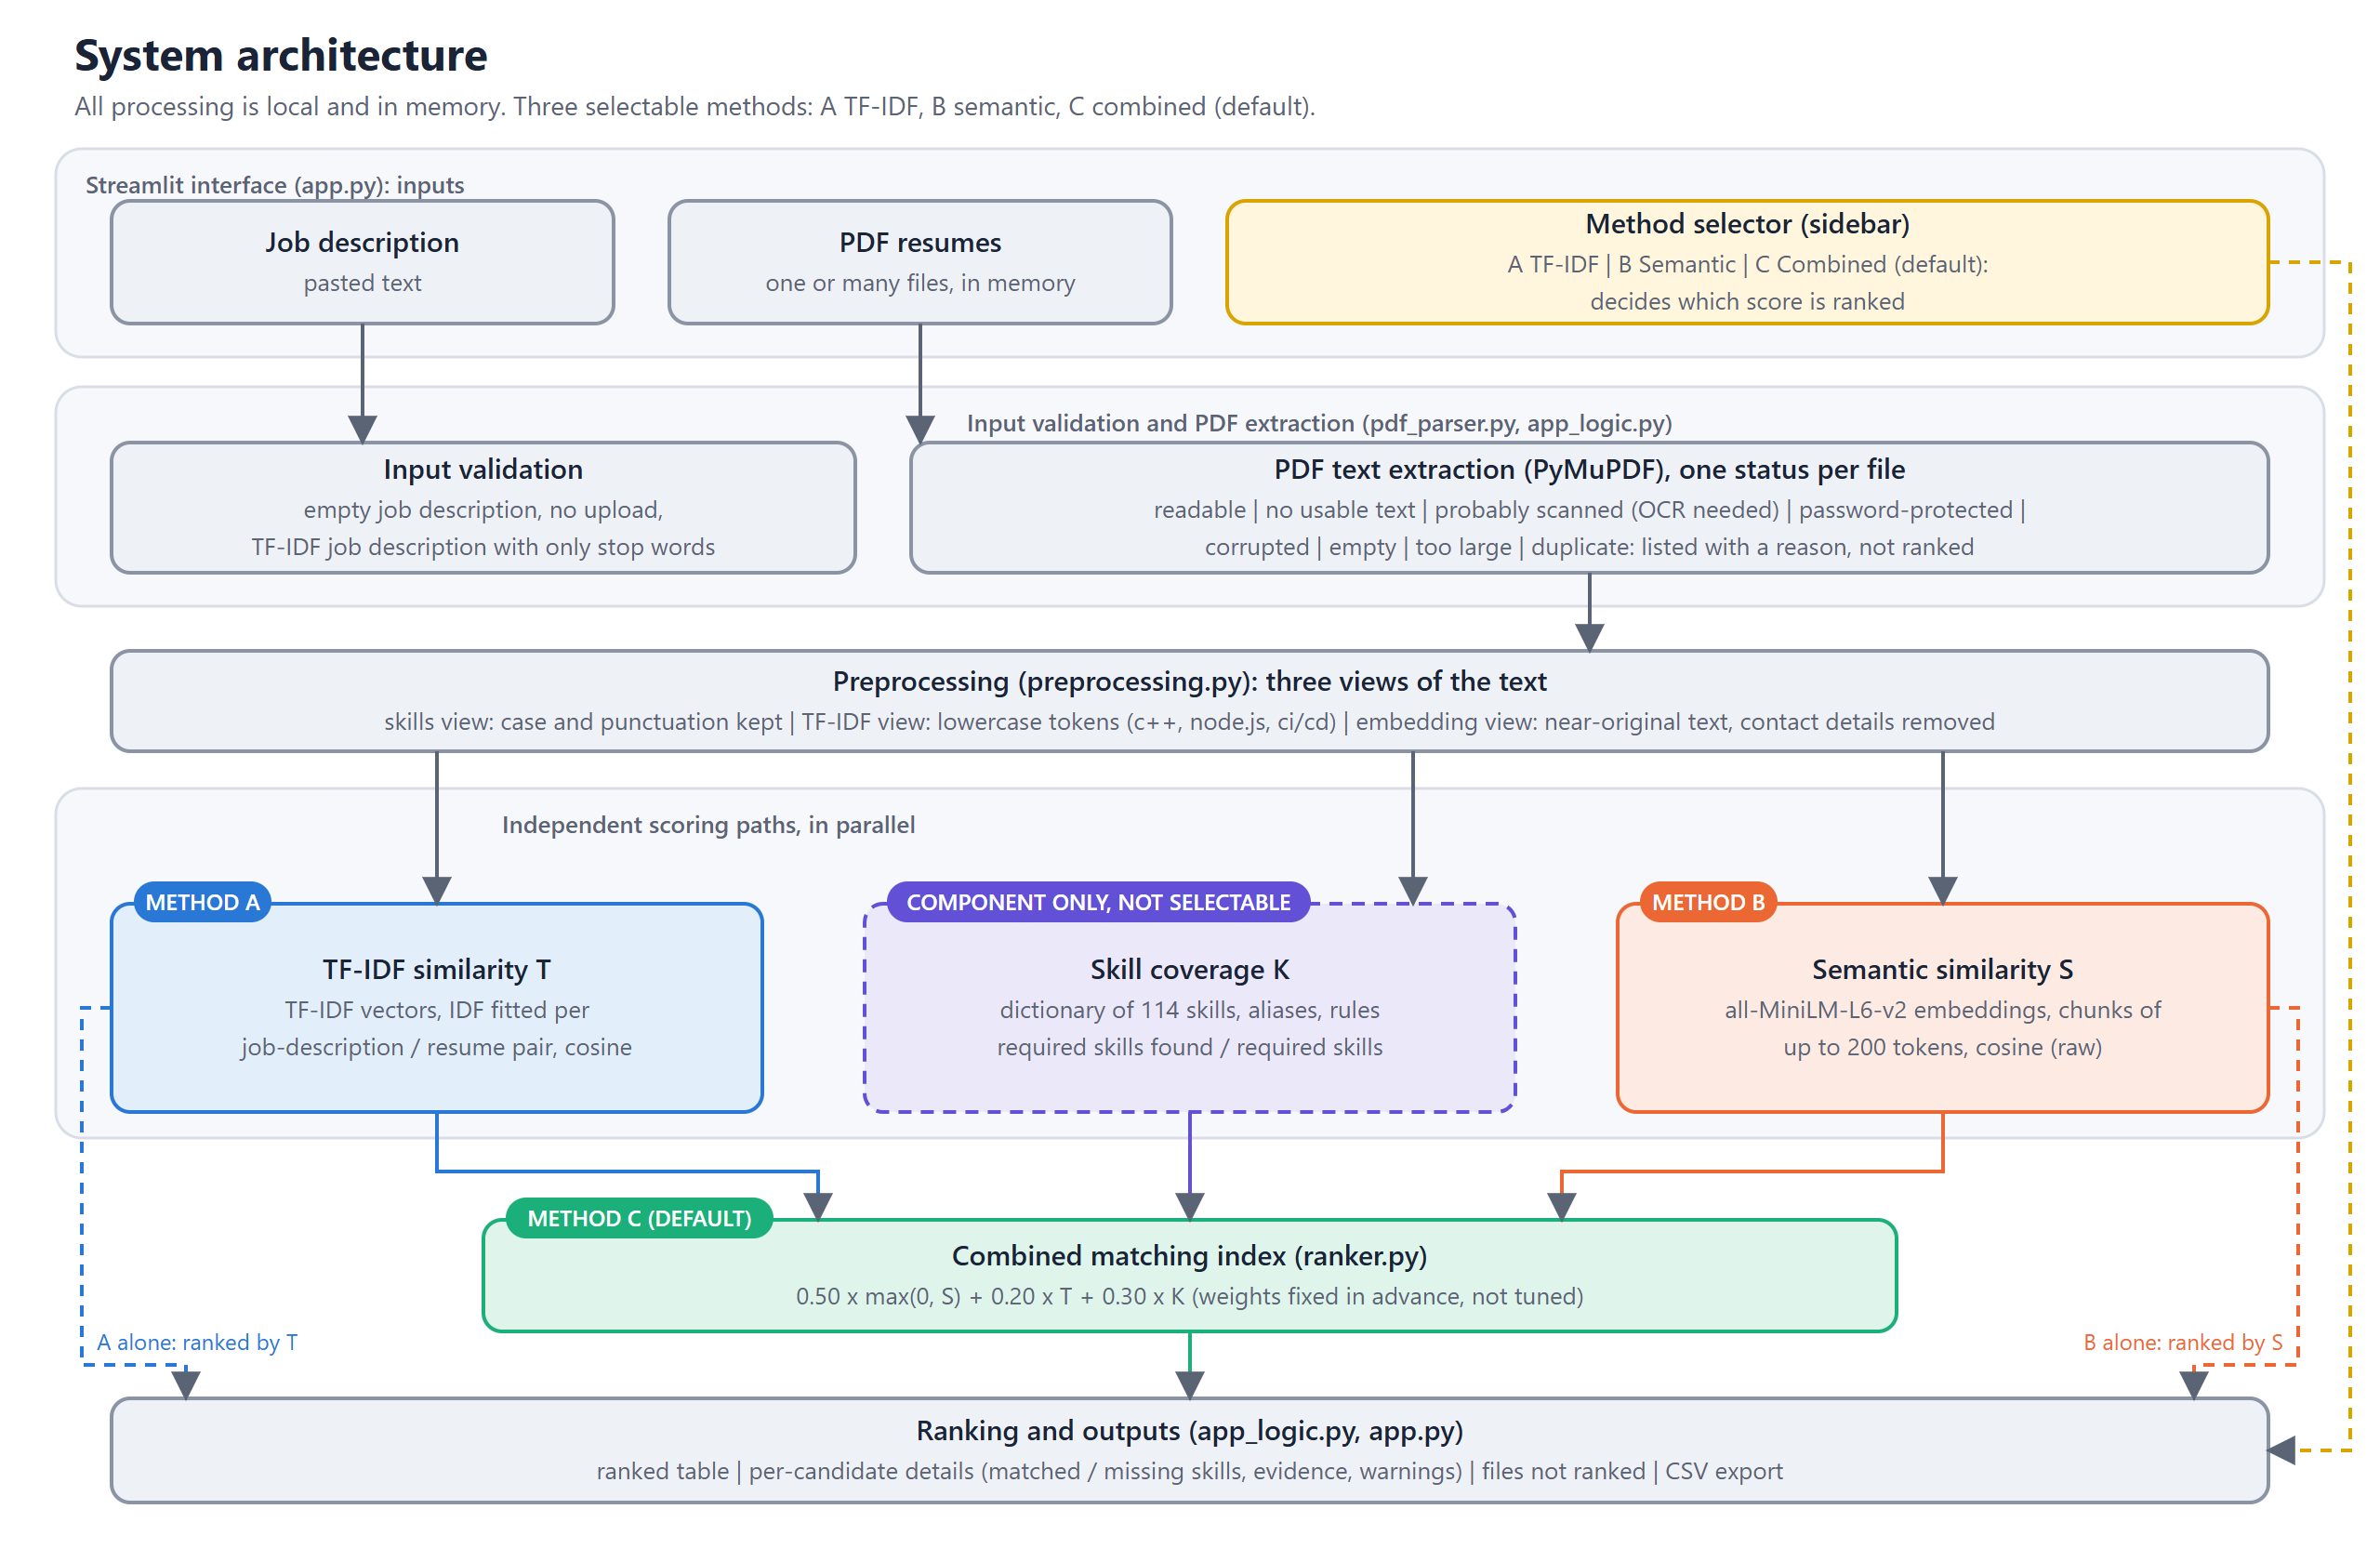 System architecture
All processing is local and in memory. Three selectable methods: A TF-IDF, B semantic, C combined (default).
Streamlit interface (app.py): inputs
Job description
pasted text
PDF resumes
one or many files, in memory
Method selector (sidebar)
A TF-IDF | B Semantic | C Combined (default):
decides which score is ranked
Input validation and PDF extraction (pdf_parser.py, app_logic.py)
Input validation
empty job description, no upload,
TF-IDF job description with only stop words
PDF text extraction (PyMuPDF), one status per file
readable | no usable text | probably scanned (OCR needed) | password-protected |
corrupted | empty | too large | duplicate: listed with a reason, not ranked
Preprocessing (preprocessing.py): three views of the text
skills view: case and punctuation kept | TF-IDF view: lowercase tokens (c++, node.js, ci/cd) | embedding view: near-original text, contact details removed
Independent scoring paths, in parallel
METHOD A
TF-IDF similarity T
TF-IDF vectors, IDF fitted per
job-description / resume pair, cosine
COMPONENT ONLY, NOT SELECTABLE
Skill coverage K
dictionary of 114 skills, aliases, rules
required skills found / required skills
METHOD B
Semantic similarity S
all-MiniLM-L6-v2 embeddings, chunks of
up to 200 tokens, cosine (raw)
METHOD C (DEFAULT)
Combined matching index (ranker.py)
0.50 x max(0, S) + 0.20 x T + 0.30 x K (weights fixed in advance, not tuned)
A alone: ranked by T
B alone: ranked by S
Ranking and outputs (app_logic.py, app.py)
ranked table | per-candidate details (matched / missing skills, evidence, warnings) | files not ranked | CSV export